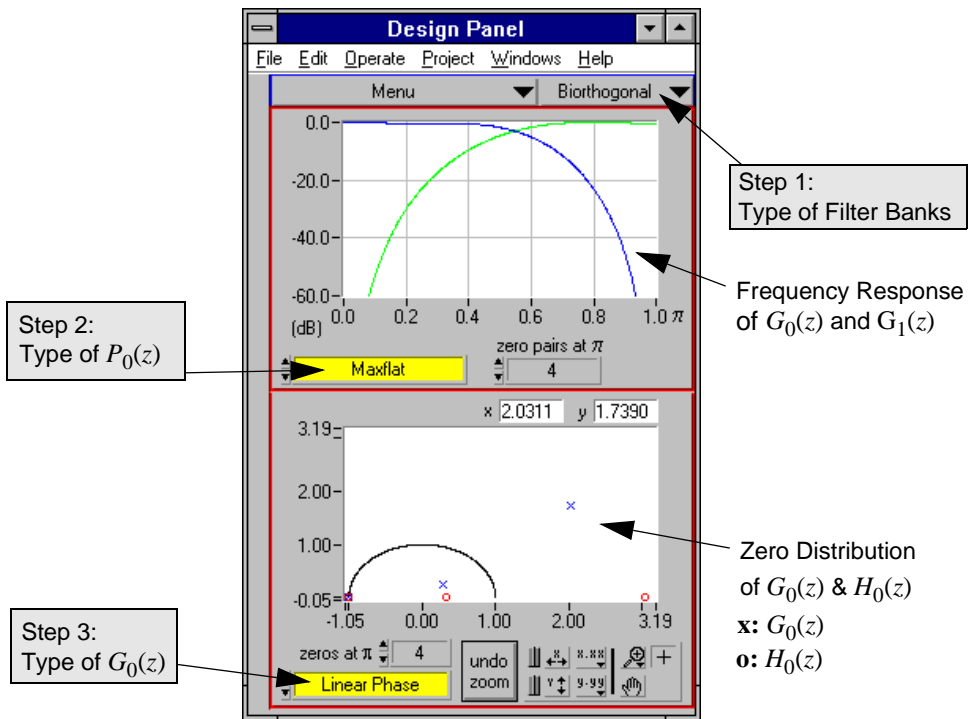 Design Panel
File Edit Operate Project Windows Help
Menu
Biorthogonal
Step 1:
Type of Filter Banks
0.0
-20.0
-40.0
-60.0
(dB)
0.0 0.2 0.4 0.6 0.8 1.0 π
Frequency Response
of G0(z) and G1(z)
Step 2:
Type of P0(z)
zero pairs at π
Maxflat
4
x 2.0311 y 1.7390
3.19
2.00
1.00
-0.05
-1.05 0.00 1.00 2.00 3.19
Zero Distribution
of G0(z) & H0(z)
x: G0(z)
o: H0(z)
Step 3:
Type of G0(z)
zeros at π 4
Linear Phase
undo
zoom
X x.xx
Y y.yy